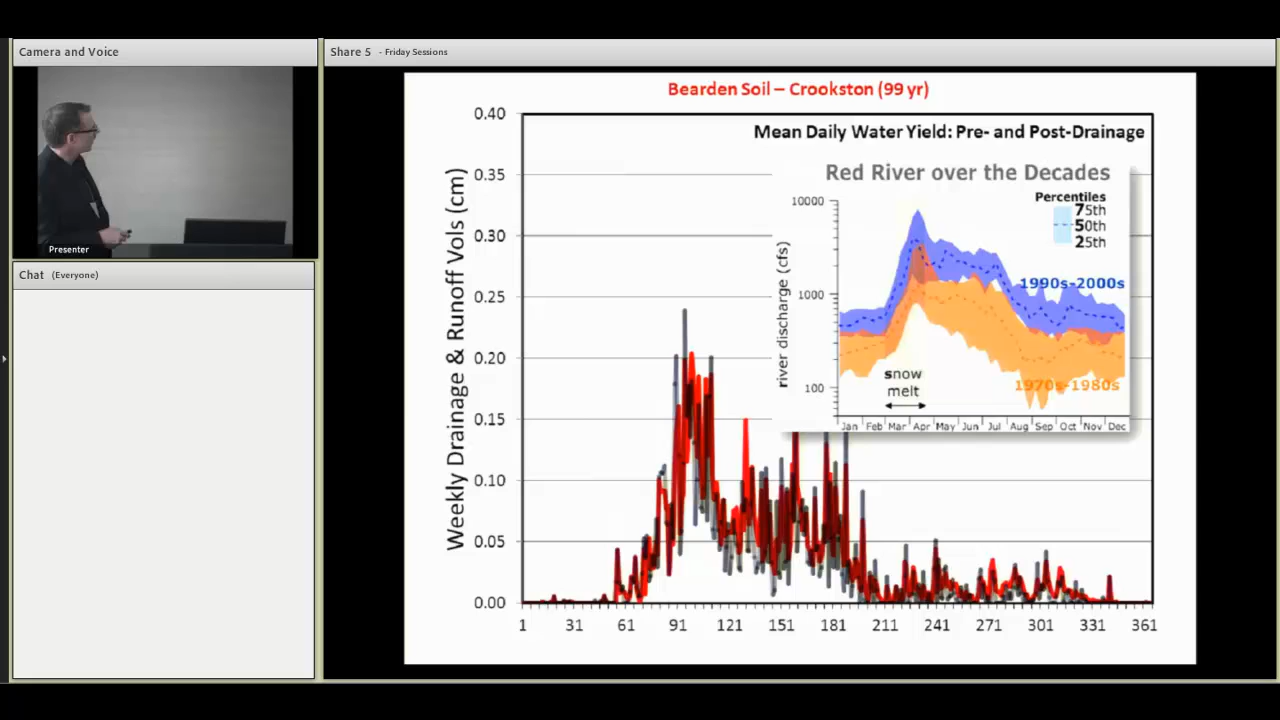 Camera and Voice
Presenter
Chat (Everyone)
Share 5 - Friday Sessions
Bearden Soil – Crookston (99 yr)
Mean Daily Water Yield: Pre- and Post-Drainage
Weekly Drainage & Runoff Vols (cm)
0.40
0.35
0.30
0.25
0.20
0.15
0.10
0.05
0.00
1 31 61 91 121 151 181 211 241 271 301 331 361
Red River over the Decades
Percentiles
75th
50th
25th
river discharge (cfs)
10000
1000
100
1990s-2000s
1970s-1980s
snow
melt
Jan Feb Mar Apr May Jun Jul Aug Sep Oct Nov Dec